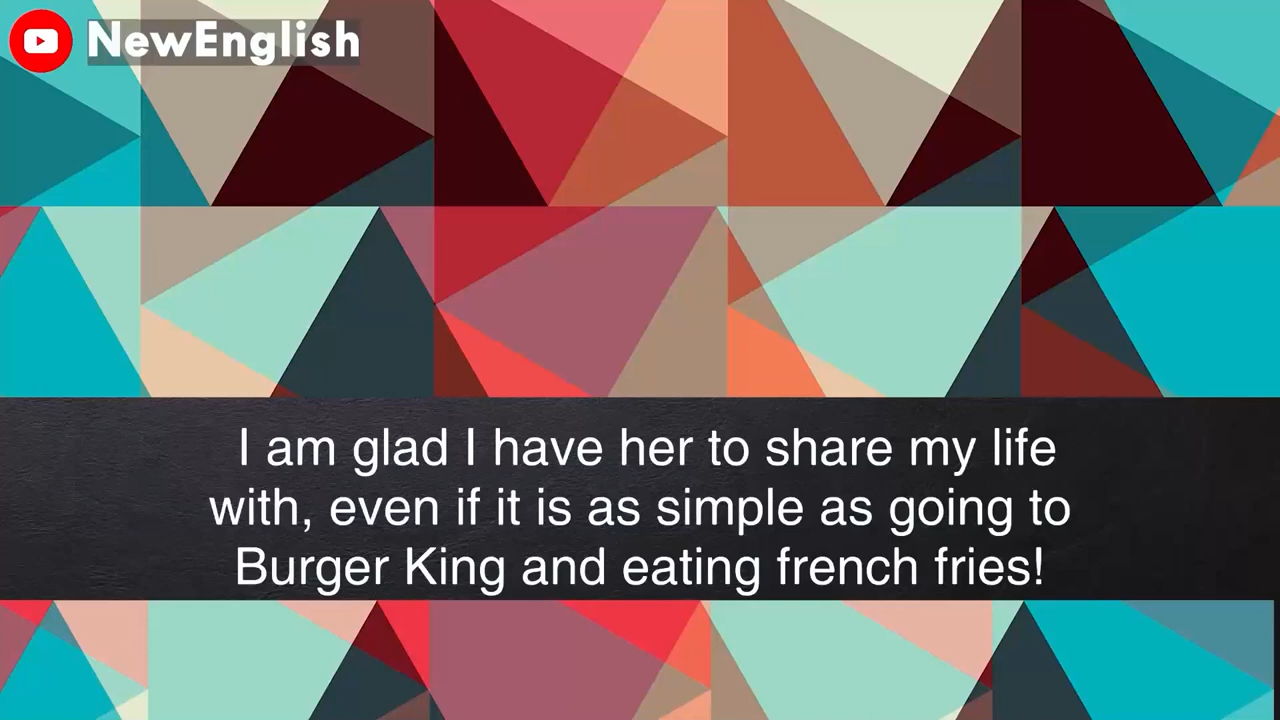 NewEnglish
I am glad I have her to share my life
with, even if it is as simple as going to
Burger King and eating french fries!